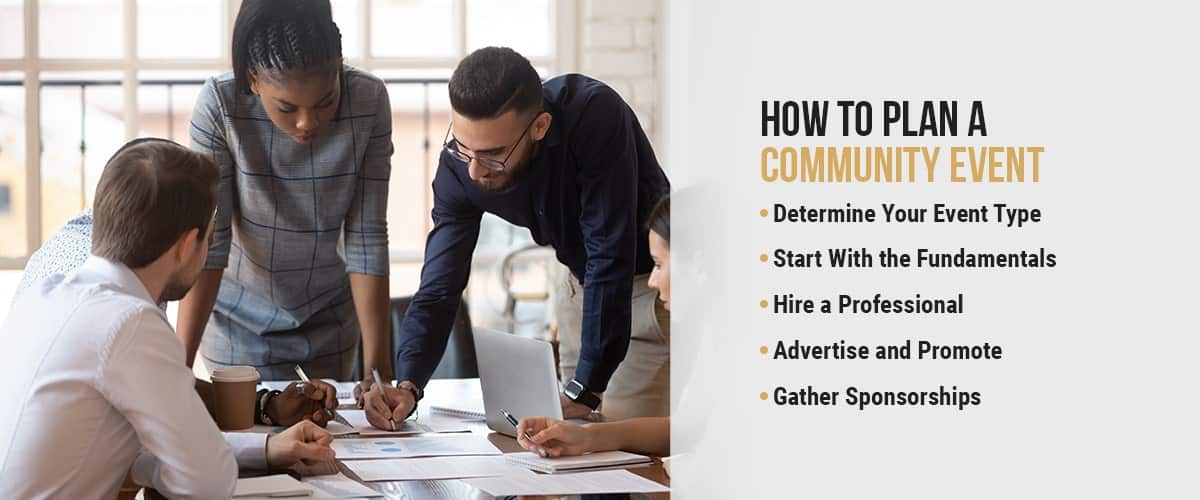 HOW TO PLAN A
COMMUNITY EVENT
• Determine Your Event Type
• Start With the Fundamentals
• Hire a Professional
• Advertise and Promote
• Gather Sponsorships